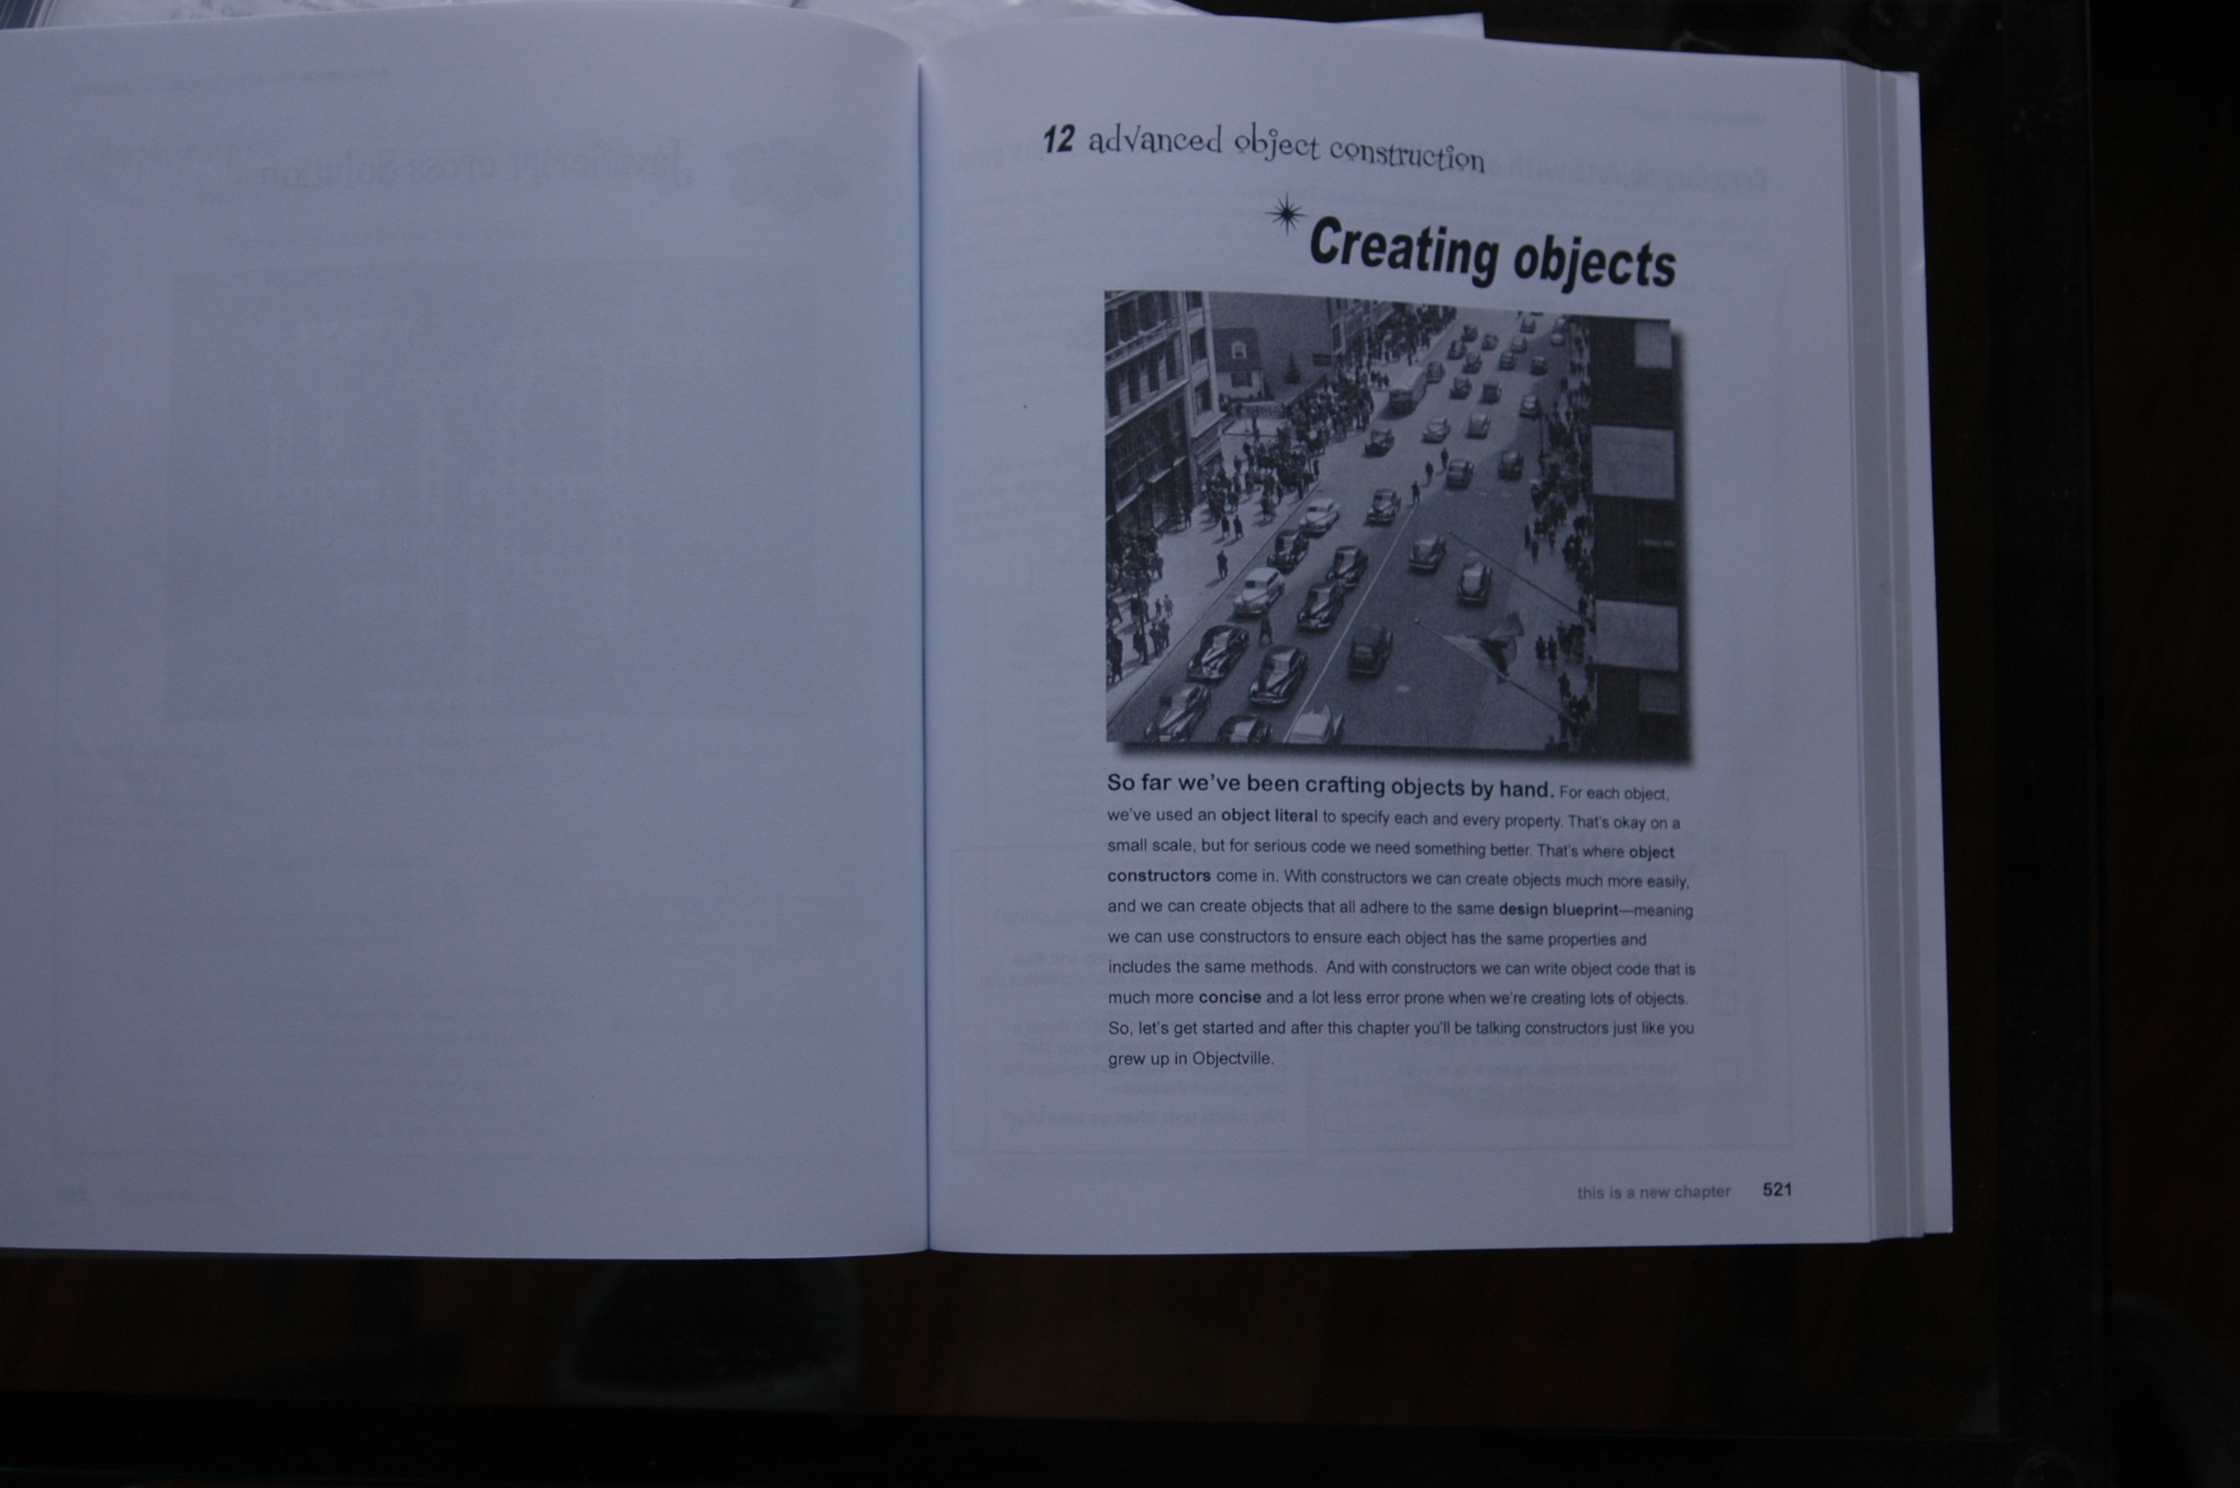 12 advanced object construction
Creating objects
So far we've been crafting objects by hand. For each object,
we've used an object literal to specify each and every property. That's okay on a
small scale, but for serious code we need something better. That's where object
constructors come in. With constructors we can create objects much more easily,
and we can create objects that all adhere to the same design blueprint—meaning
we can use constructors to ensure each object has the same properties and
includes the same methods. And with constructors we can write object code that is
much more concise and a lot less error prone when we're creating lots of objects.
So, let's get started and after this chapter you'll be talking constructors just like you
grew up in Objectville.
this is a new chapter 521